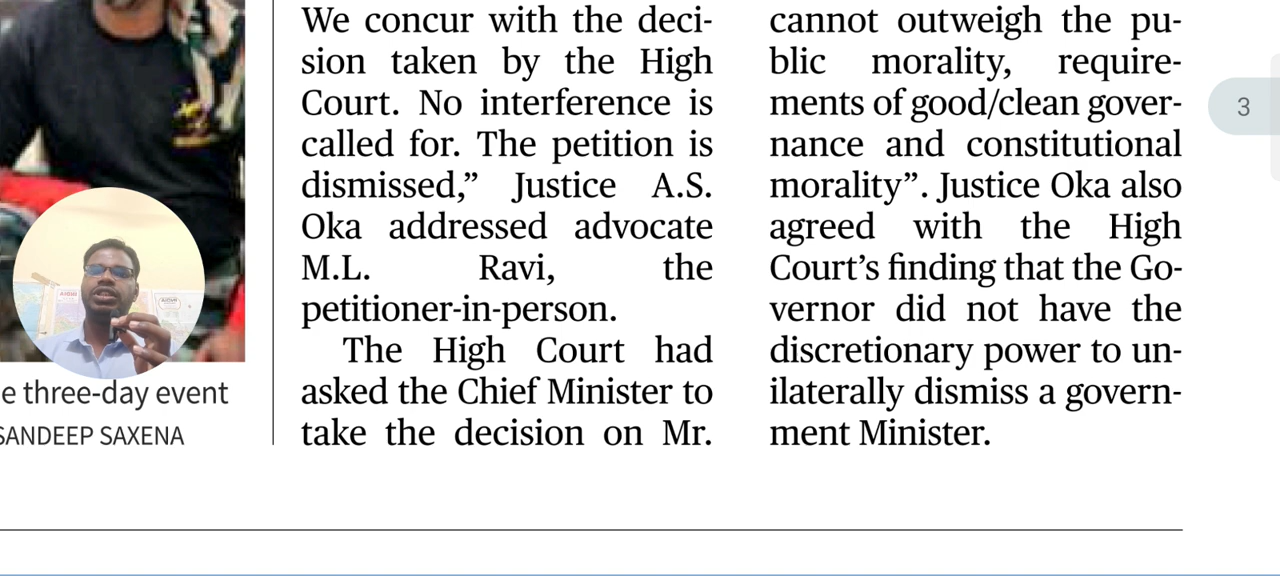 We concur with the deci-
sion taken by the High
Court. No interference is
called for. The petition is
dismissed,” Justice A.S.
Oka addressed advocate
M.L. Ravi, the
petitioner-in-person.
The High Court had
asked the Chief Minister to
take the decision on Mr.
cannot outweigh the pu-
blic morality, require-
ments of good/clean gover-
nance and constitutional
morality”. Justice Oka also
agreed with the High
Court’s finding that the Go-
vernor did not have the
discretionary power to un-
ilaterally dismiss a govern-
ment Minister.
e three-day event
SANDEEP SAXENA
3